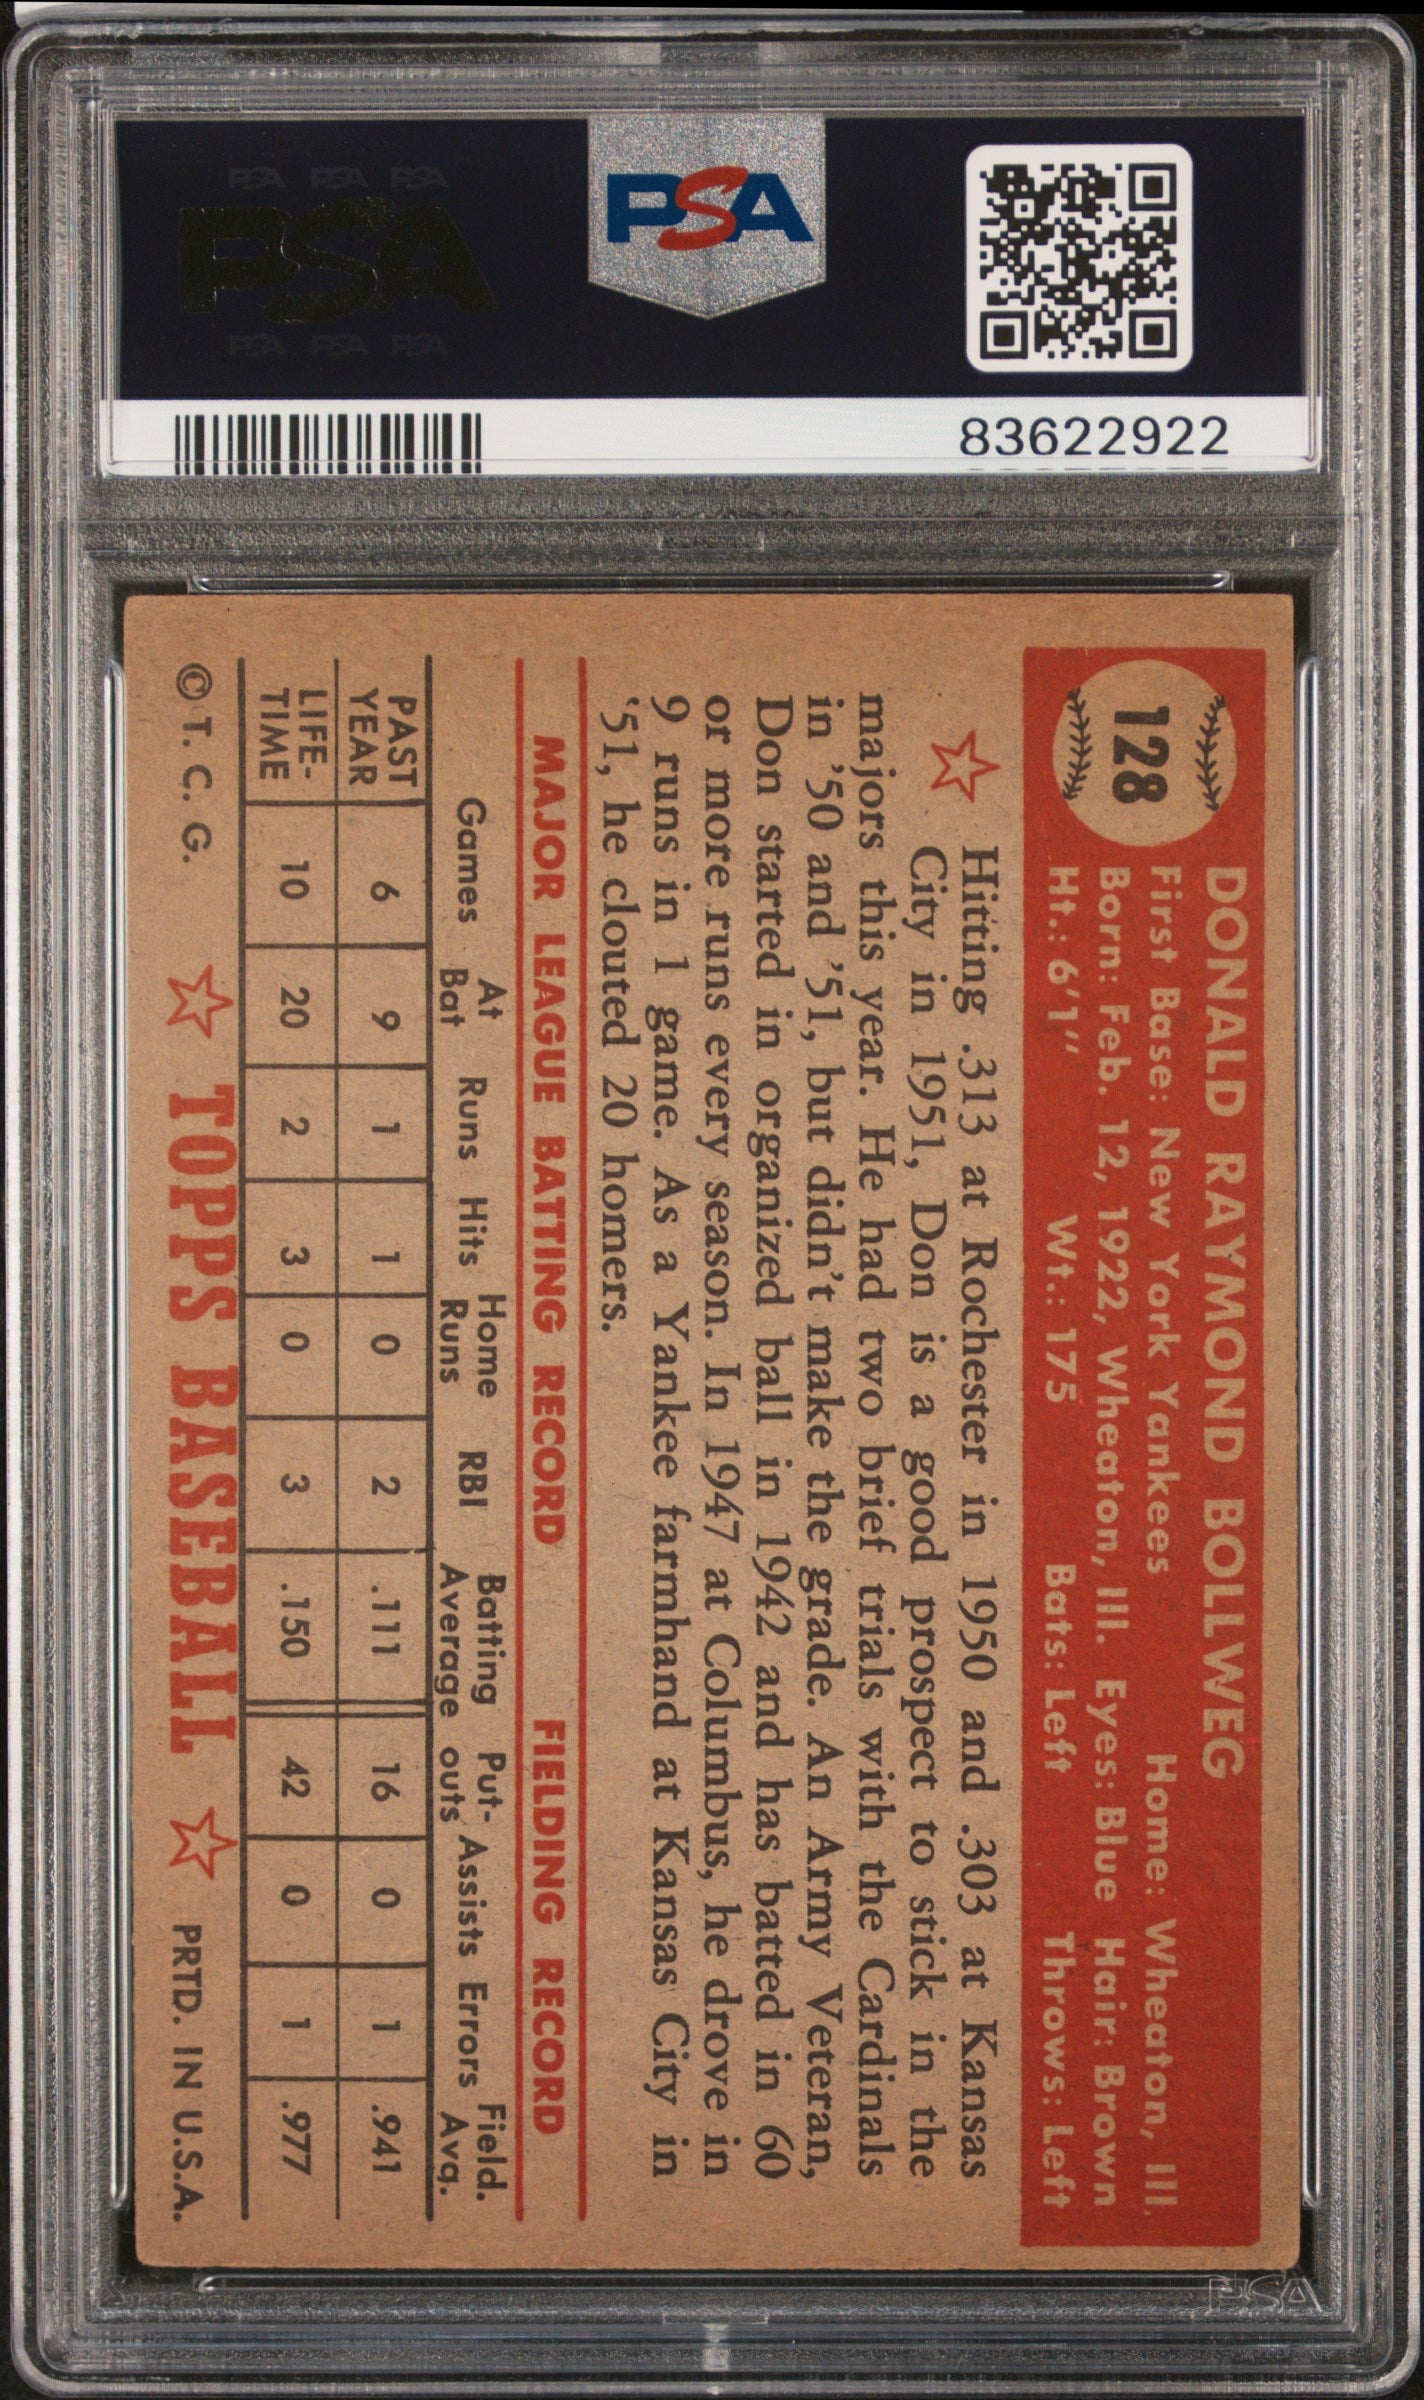 PSA PSA PSA
PSA
PSA PSA PSA
PSA
83622922
128
DONALD RAYMOND BOLLWEG
First Base: New York Yankees Home: Wheaton, Ill.
Born: Feb. 12, 1922, Wheaton, Ill. Eyes: Blue Hair: Brown
Ht.: 6'1" Wt.: 175 Bats: Left Throws: Left
Hitting .313 at Rochester in 1950 and .303 at Kansas
City in 1951, Don is a good prospect to stick in the
majors this year. He had two brief trials with the Cardinals
in '50 and '51, but didn't make the grade. An Army Veteran,
Don started in organized ball in 1942 and has batted in 60
or more runs every season. In 1947 at Columbus, he drove in
9 runs in 1 game. As a Yankee farmhand at Kansas City in
'51, he clouted 20 homers.
MAJOR LEAGUE BATTING RECORD FIELDING RECORD
Games At Bat Runs Hits Home Runs RBI Batting Average Put-outs Assists Errors Field. Avg.
PAST YEAR 6 9 1 1 0 2 .111 16 0 1 .941
LIFE-TIME 10 20 2 3 0 3 .150 42 0 1 .977
© T. C. G. TOPPS BASEBALL PRTD. IN U.S.A.
PSA